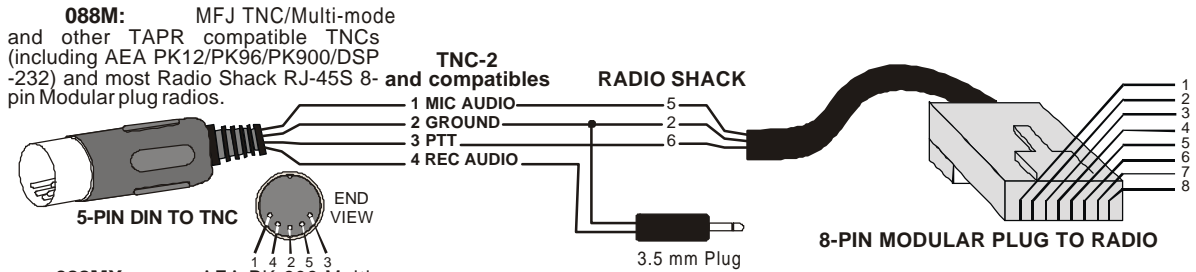 088M: MFJ TNC/Multi-mode
and other TAPR compatible TNCs
(including AEA PK12/PK96/PK900/DSP
-232) and most Radio Shack RJ-45S 8-
pin Modular plug radios.
TNC-2
and compatibles
RADIO SHACK
1 MIC AUDIO 5
2 GROUND 2
3 PTT 6
4 REC AUDIO
1
2
3
4
5
6
7
8
5-PIN DIN TO TNC
END
VIEW
1 4 2 5 3
3.5 mm Plug
8-PIN MODULAR PLUG TO RADIO